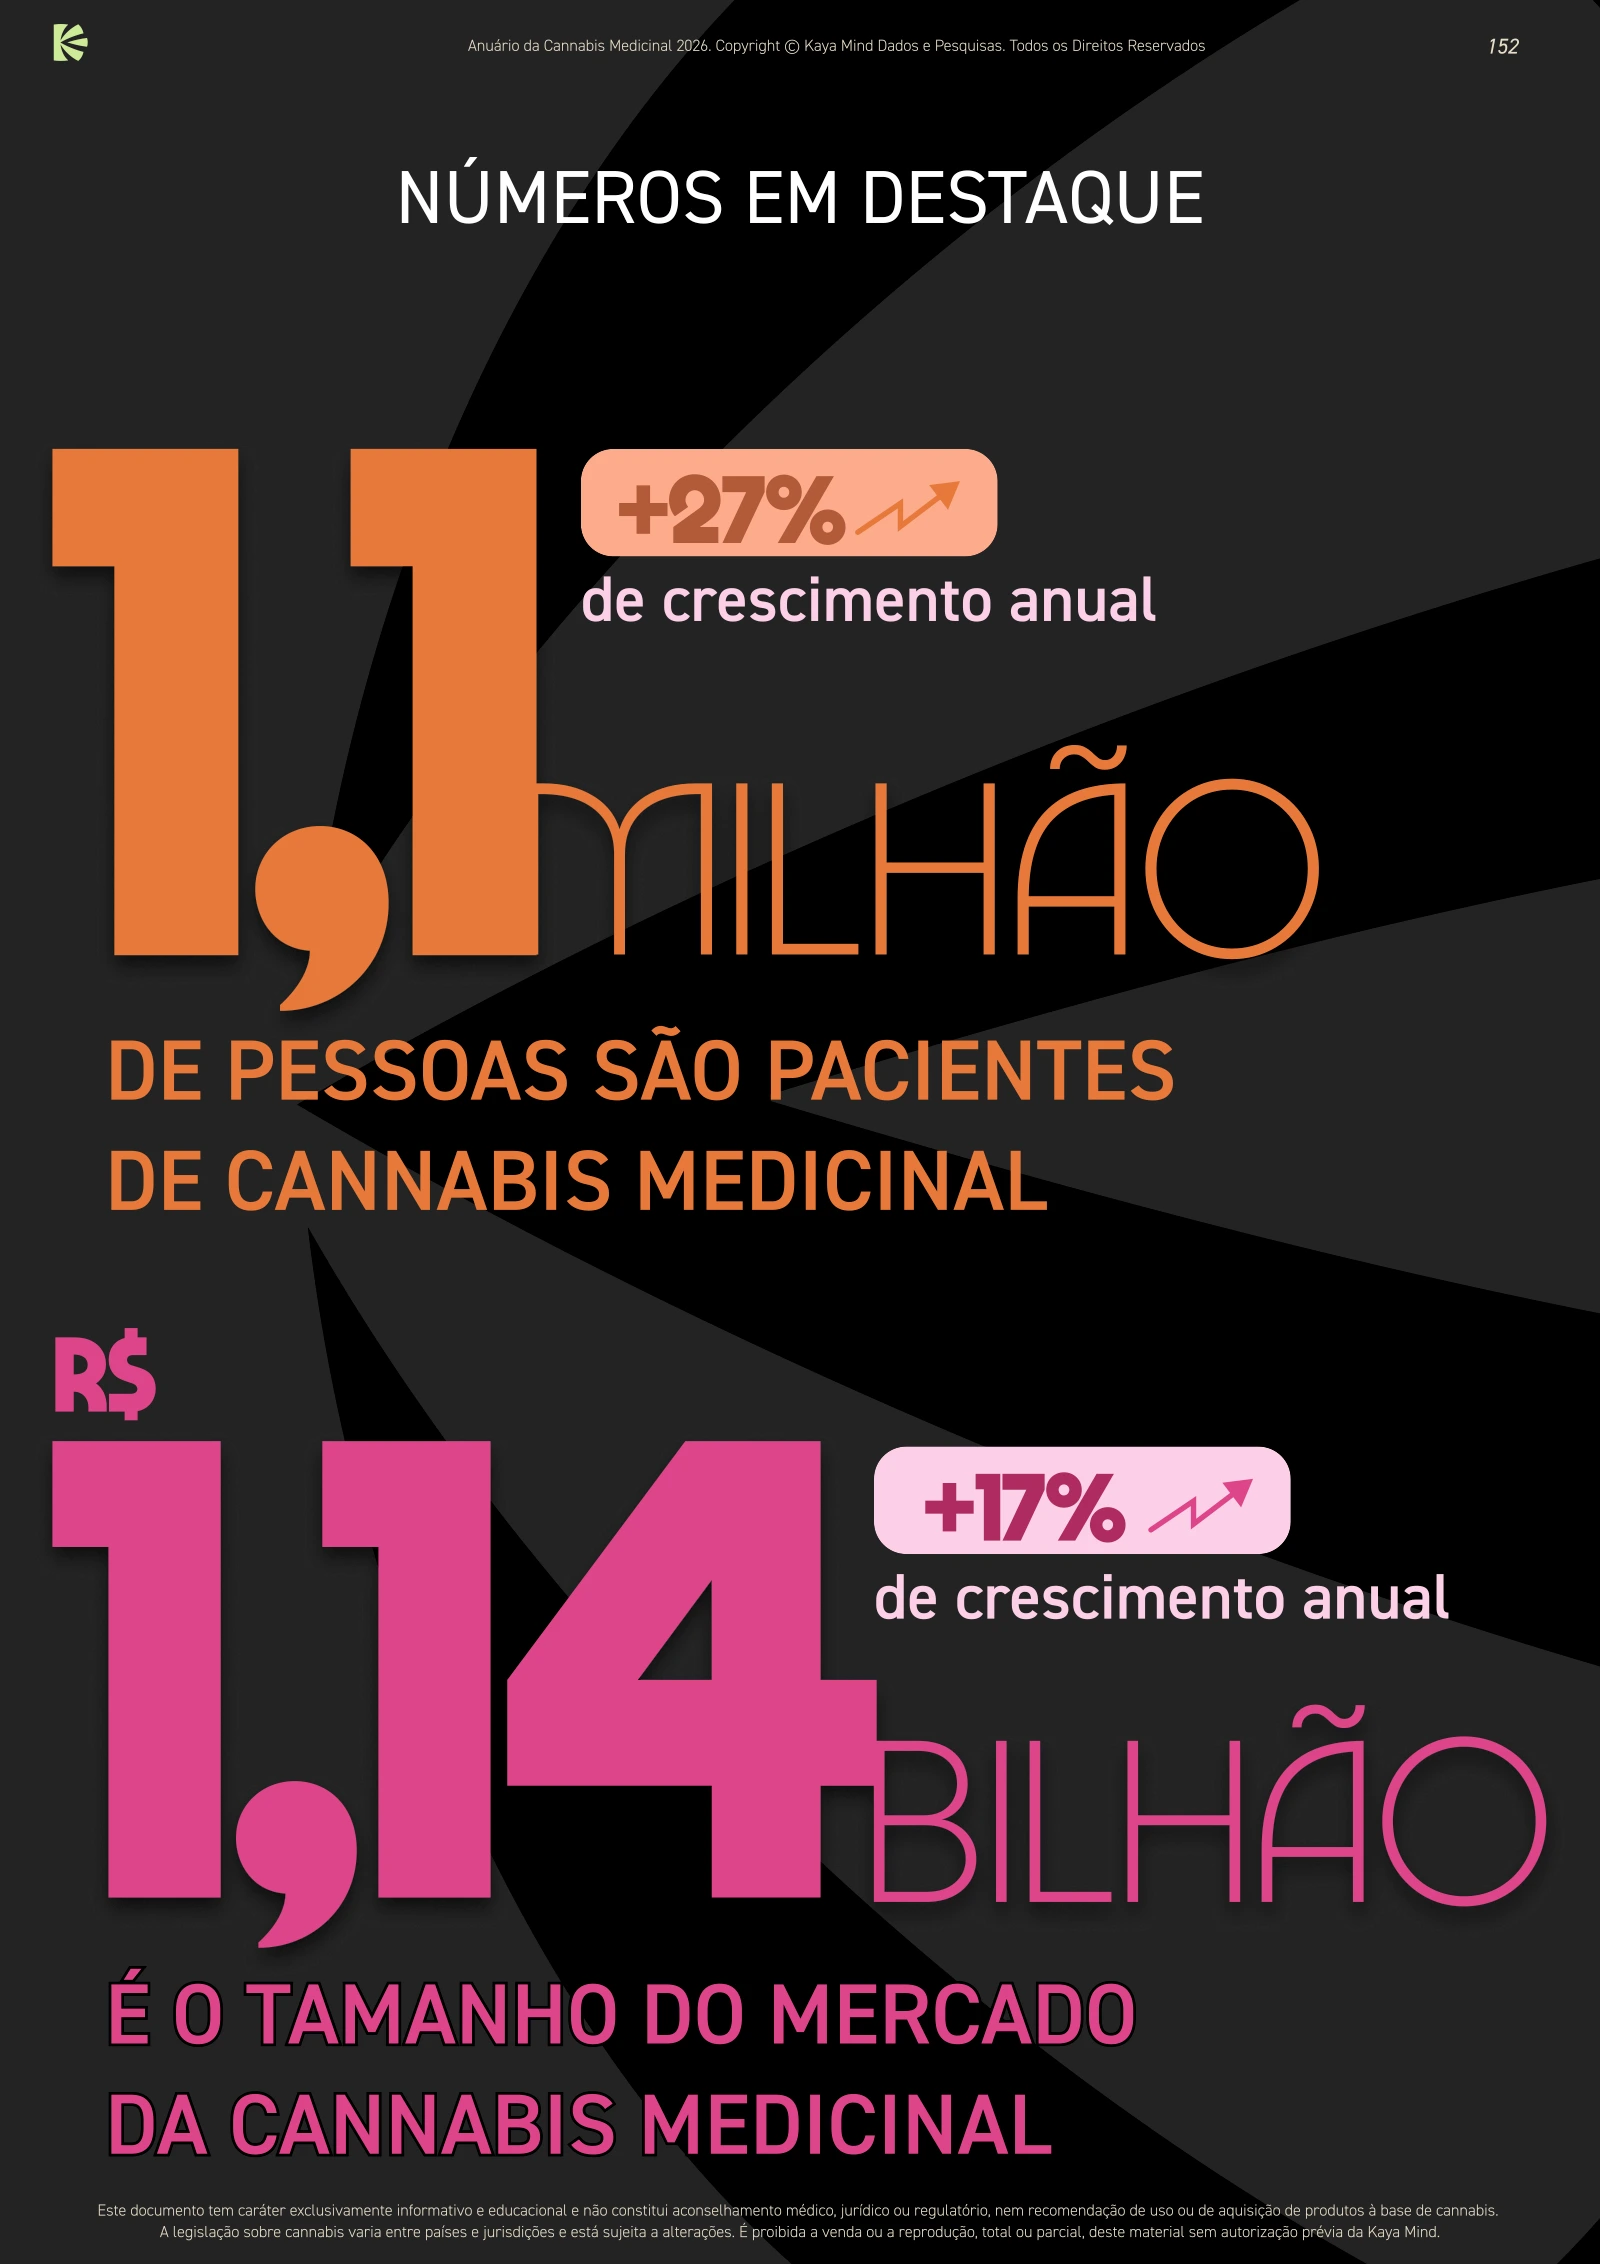 Anuário da Cannabis Medicinal 2026. Copyright © Kaya Mind Dados e Pesquisas. Todos os Direitos Reservados
152
NÚMEROS EM DESTAQUE
+27%
de crescimento anual
1,1 MILHÃO
DE PESSOAS SÃO PACIENTES
DE CANNABIS MEDICINAL
R$
+17%
de crescimento anual
1,14 BILHÃO
É O TAMANHO DO MERCADO
DA CANNABIS MEDICINAL
Este documento tem caráter exclusivamente informativo e educacional e não constitui aconselhamento médico, jurídico ou regulatório, nem recomendação de uso ou de aquisição de produtos à base de cannabis.
A legislação sobre cannabis varia entre países e jurisdições e está sujeita a alterações. É proibida a venda ou a reprodução, total ou parcial, deste material sem autorização prévia da Kaya Mind.